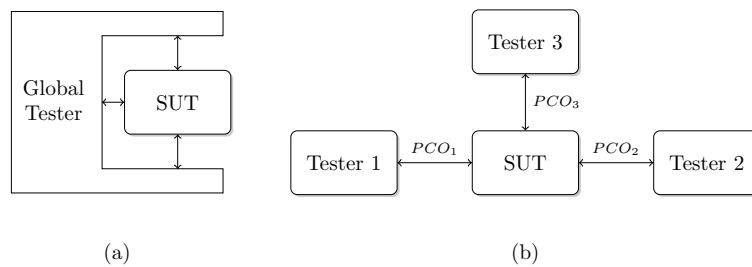 Global
Tester
SUT
(a)
Tester 3
PCO₃
Tester 1
PCO₁
SUT
PCO₂
Tester 2
(b)